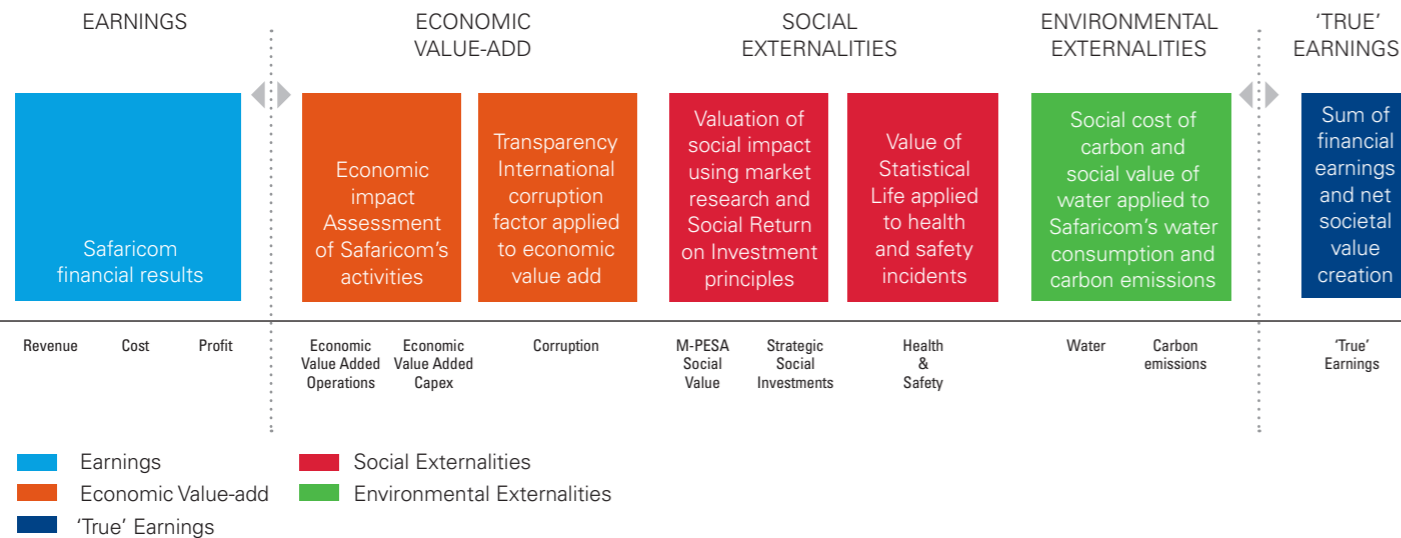 EARNINGS
ECONOMIC
VALUE-ADD
SOCIAL
EXTERNALITIES
ENVIRONMENTAL
EXTERNALITIES
‘TRUE’
EARNINGS
Safaricom
financial results
Economic
impact
Assessment
of Safaricom’s
activities
Transparency
International
corruption
factor applied
to economic
value add
Valuation of
social impact
using market
research and
Social Return
on Investment
principles
Value of
Statistical
Life applied
to health
and safety
incidents
Social cost of
carbon and
social value of
water applied to
Safaricom’s water
consumption and
carbon emissions
Sum of
financial
earnings
and net
societal
value
creation
Revenue
Cost
Profit
Economic
Value Added
Operations
Economic
Value Added
Capex
Corruption
M-PESA
Social
Value
Strategic
Social
Investments
Health
&
Safety
Water
Carbon
emissions
‘True’
Earnings
Earnings
Economic Value-add
‘True’ Earnings
Social Externalities
Environmental Externalities